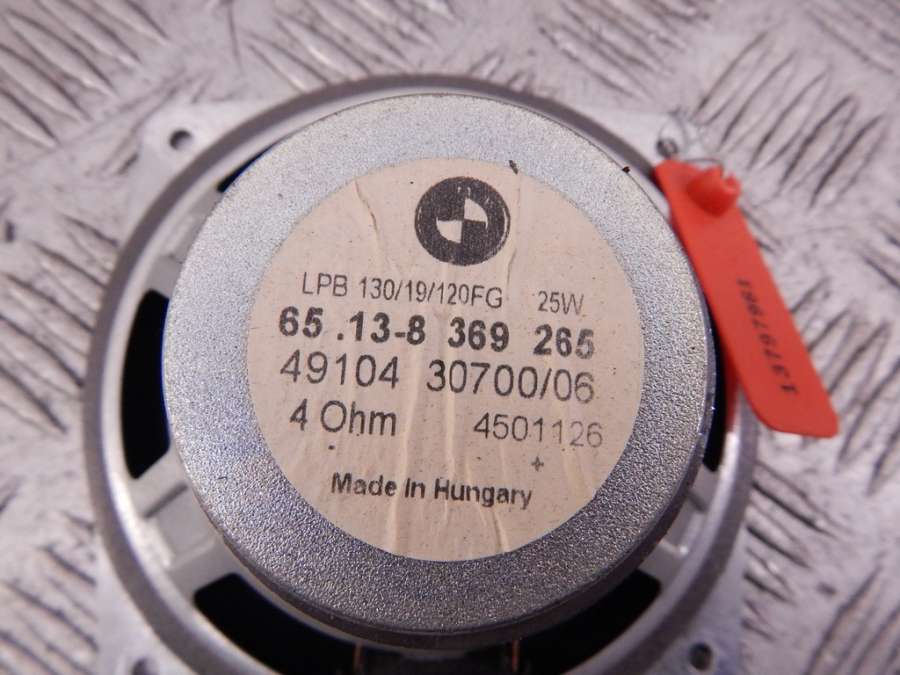 LPB 130/19/120FG 25W
65 .13-8 369 265
49104 30700/06
4 Ohm 4501126
Made in Hungary
13797981